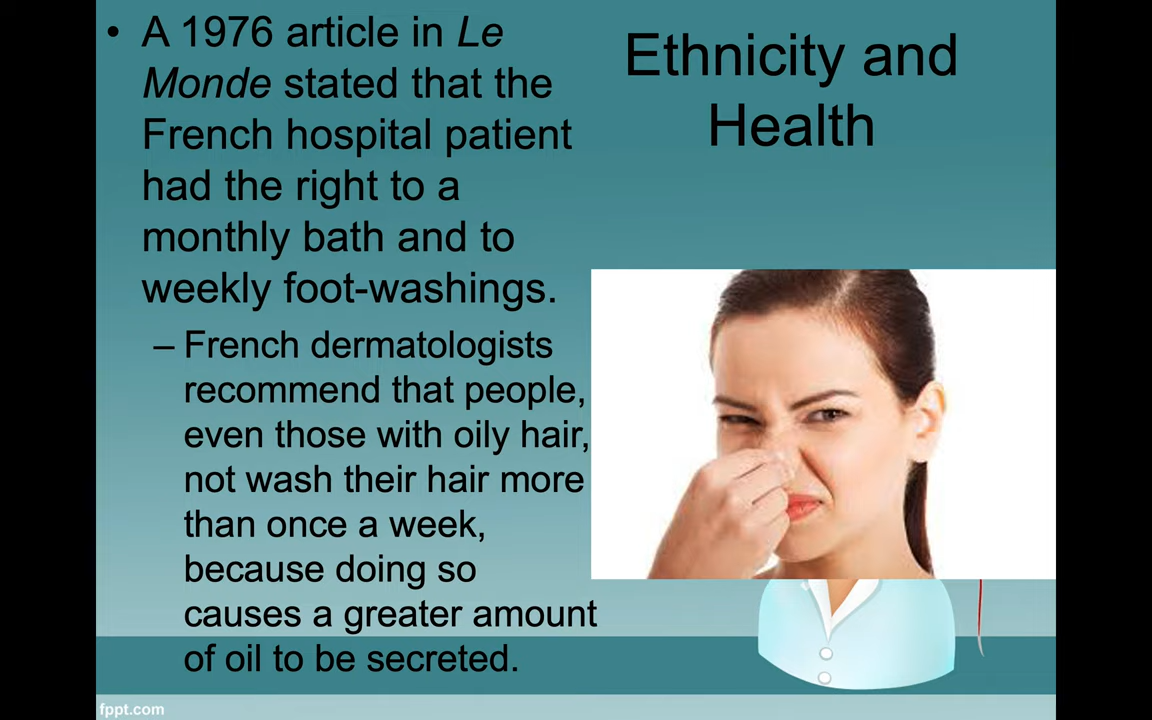 Ethnicity and
Health
• A 1976 article in Le
Monde stated that the
French hospital patient
had the right to a
monthly bath and to
weekly foot-washings.
– French dermatologists
recommend that people,
even those with oily hair,
not wash their hair more
than once a week,
because doing so
causes a greater amount
of oil to be secreted.
fppt.com